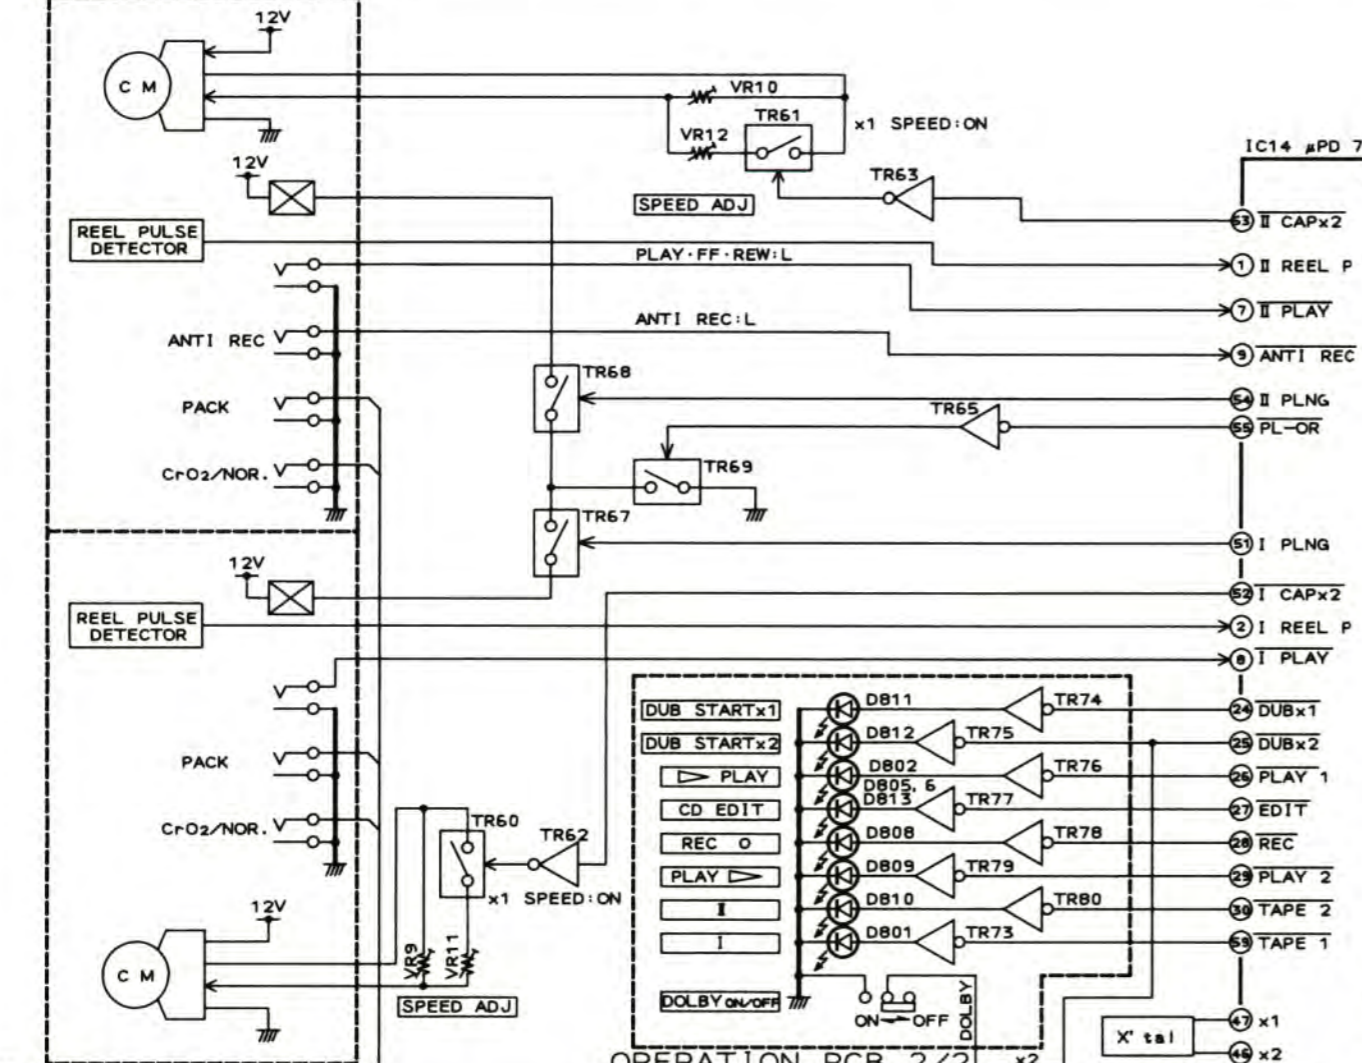 12V
C M
VR10
TR61
x1 SPEED:ON
VR12
IC14 μPD 7
12V
TR63
SPEED ADJ
63 II CAPx2
REEL PULSE
DETECTOR
PLAY·FF·REW:L
1 II REEL P
7 II PLAY
ANTI REC:L
ANTI REC
9 ANTI REC
TR68
PACK
TR65
54 II PLNG
55 PL-OR
TR69
CrO2/NOR.
TR67
51 I PLNG
12V
52 I CAPx2
REEL PULSE
DETECTOR
2 I REEL P
8 I PLAY
DUB STARTx1
D811
TR74
24 DUBx1
DUB STARTx2
D812
TR75
25 DUBx2
PACK
▷ PLAY
D802
TR76
26 PLAY 1
D805, 6
CD EDIT
D813
TR77
27 EDIT
CrO2/NOR.
TR60
TR62
REC O
D808
TR78
28 REC
PLAY ▷
D809
TR79
29 PLAY 2
x1 SPEED:ON
12V
II
D810
TR80
30 TAPE 2
I
D801
TR73
59 TAPE 1
VR9
VR11
C M
SPEED ADJ
DOLBY ON/OFF
ON OFF
DOLBY
X'tal
47 x1
x2
OPERATION PCB 2/2
x2